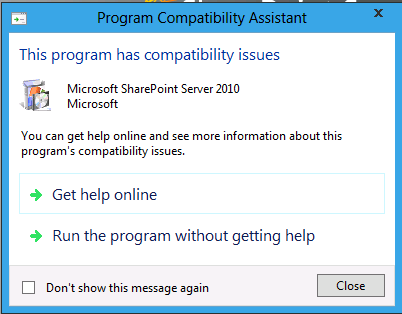 Program Compatibility Assistant
This program has compatibility issues
Microsoft SharePoint Server 2010
Microsoft
You can get help online and see more information about this
program's compatibility issues.
Get help online
Run the program without getting help
Don't show this message again
Close